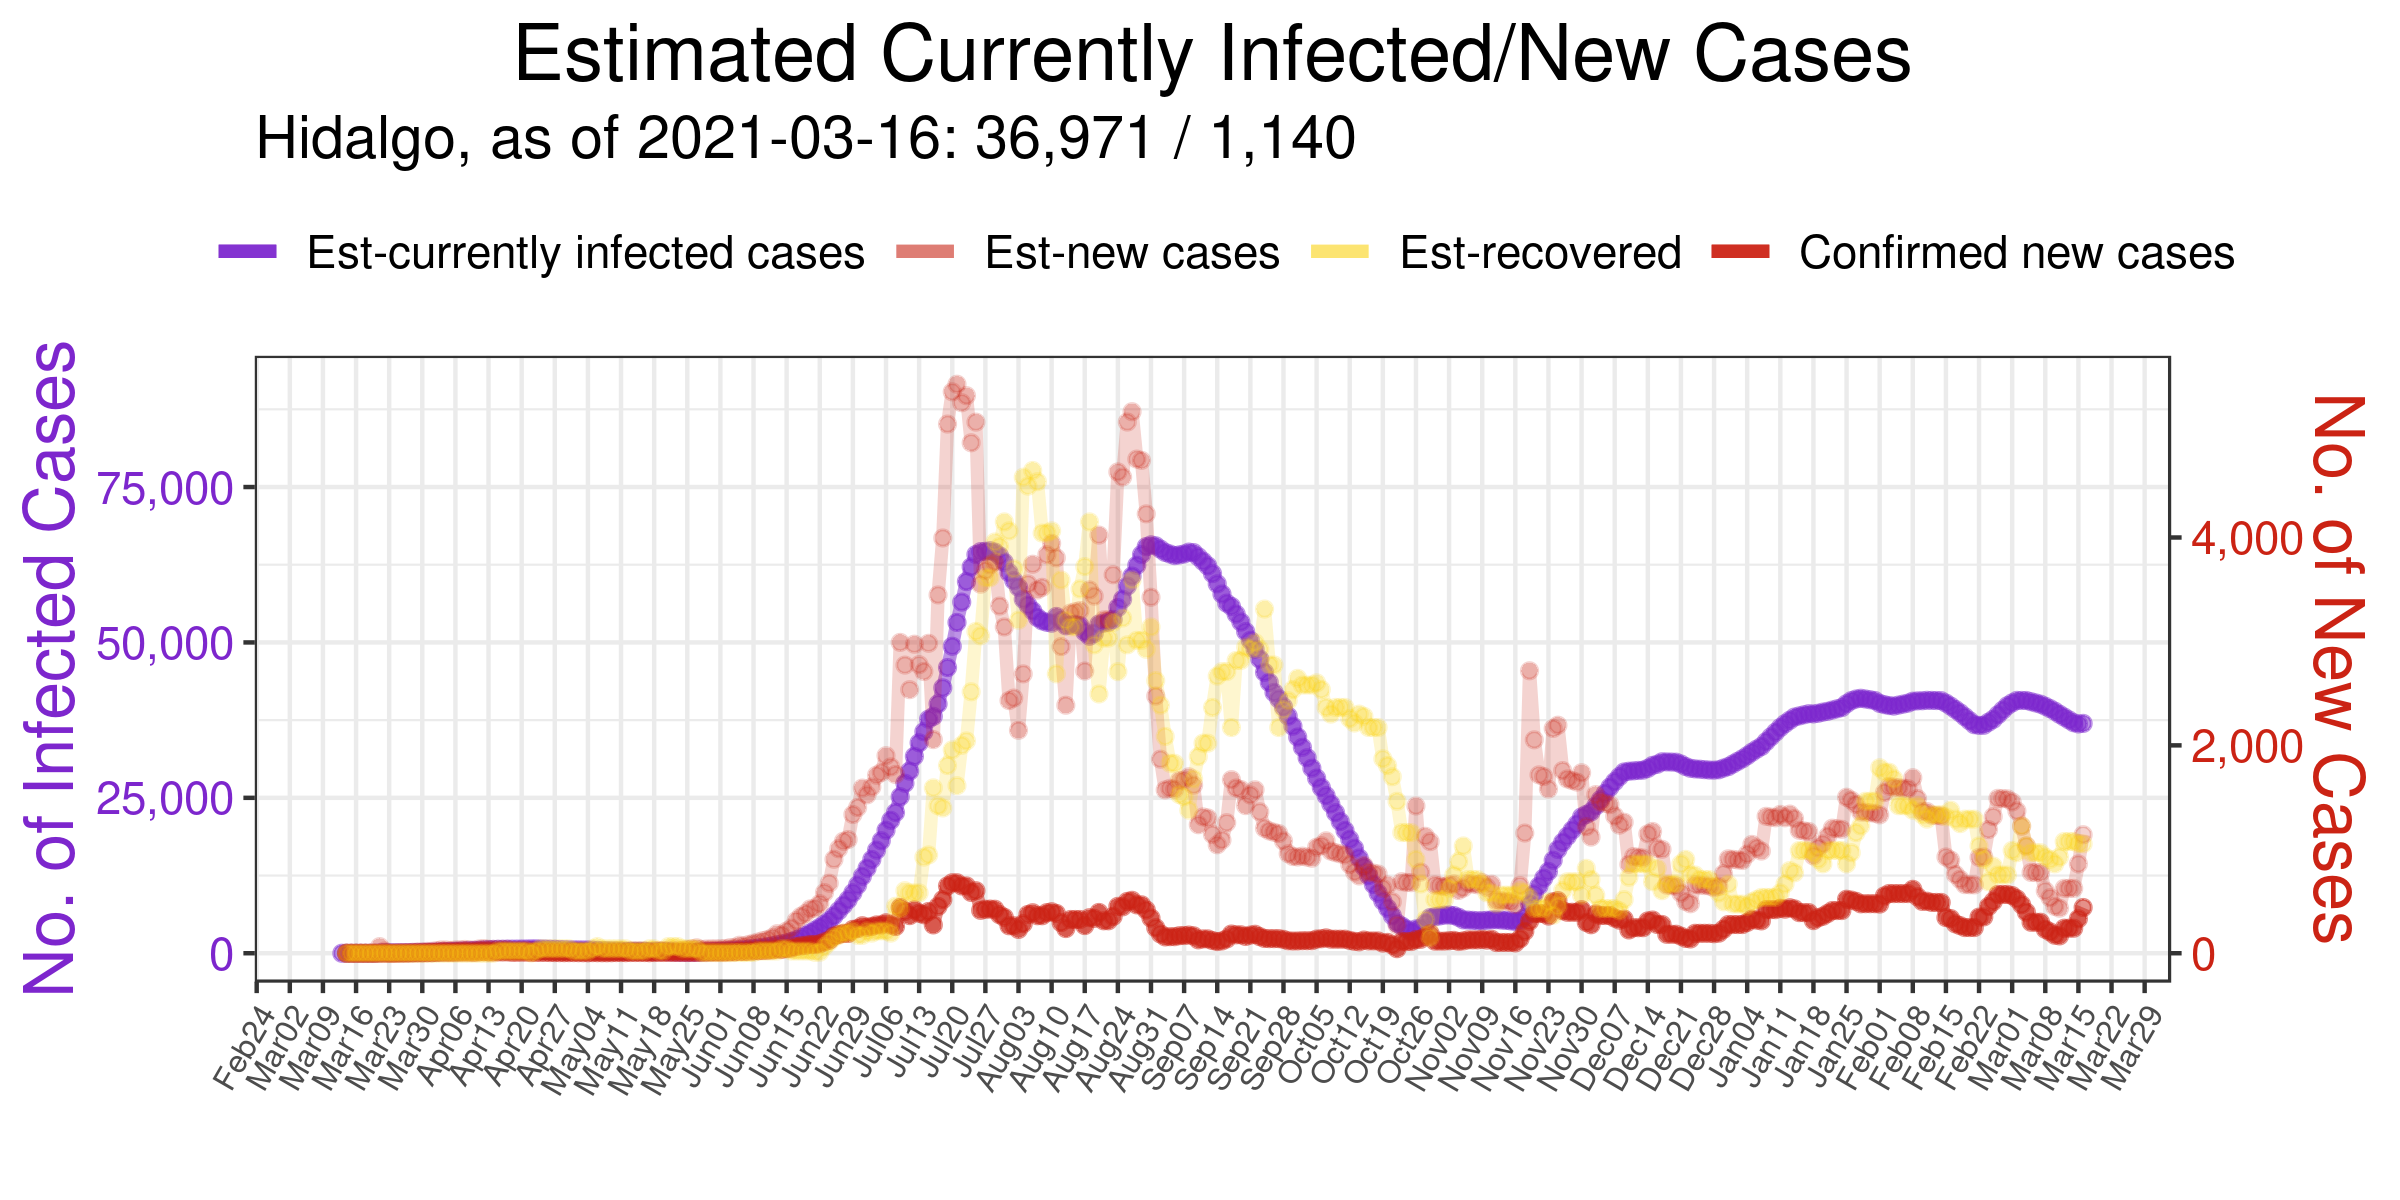 Estimated Currently Infected/New Cases
Hidalgo, as of 2021-03-16: 36,971 / 1,140
Est-currently infected cases
Est-new cases
Est-recovered
Confirmed new cases
No. of Infected Cases
75,000
50,000
25,000
0
4,000
2,000
0
No. of New Cases
Feb24
Mar02
Mar09
Mar16
Mar23
Mar30
Apr06
Apr13
Apr20
Apr27
May04
May11
May18
May25
Jun01
Jun08
Jun15
Jun22
Jun29
Jul06
Jul13
Jul20
Jul27
Aug03
Aug10
Aug17
Aug24
Aug31
Sep07
Sep14
Sep21
Sep28
Oct05
Oct12
Oct19
Oct26
Nov02
Nov09
Nov16
Nov23
Nov30
Dec07
Dec14
Dec21
Dec28
Jan04
Jan11
Jan18
Jan25
Feb01
Feb08
Feb15
Feb22
Mar01
Mar08
Mar15
Mar22
Mar29